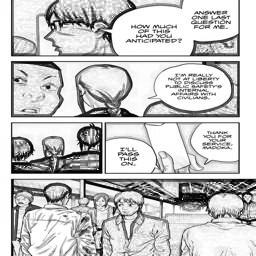 ANSWER
ONE LAST
QUESTION
FOR ME.
HOW MUCH
OF THIS
HAD YOU
ANTICIPATED?
I'M REALLY
NOT AT LIBERTY
TO DISCUSS
PUBLIC SAFETY'S
INTERNAL
AFFAIRS WITH
CIVILIANS.
THANK
YOU FOR
YOUR
SERVICE,
MADOKA.
I'LL
PASS
THIS
ON.